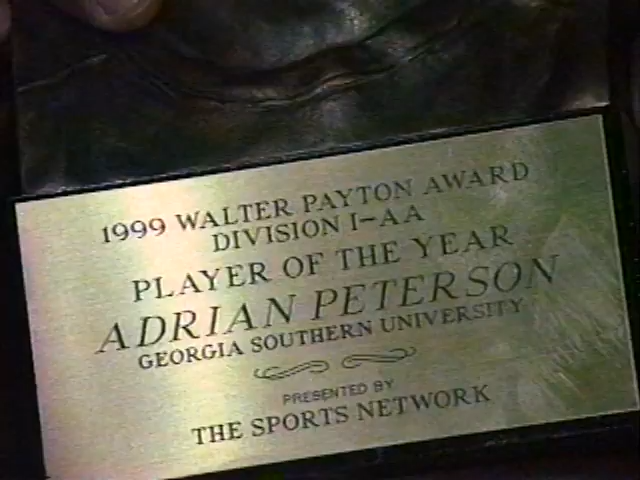 1999 WALTER PAYTON AWARD
DIVISION I-AA
PLAYER OF THE YEAR
ADRIAN PETERSON
GEORGIA SOUTHERN UNIVERSITY
PRESENTED BY
THE SPORTS NETWORK